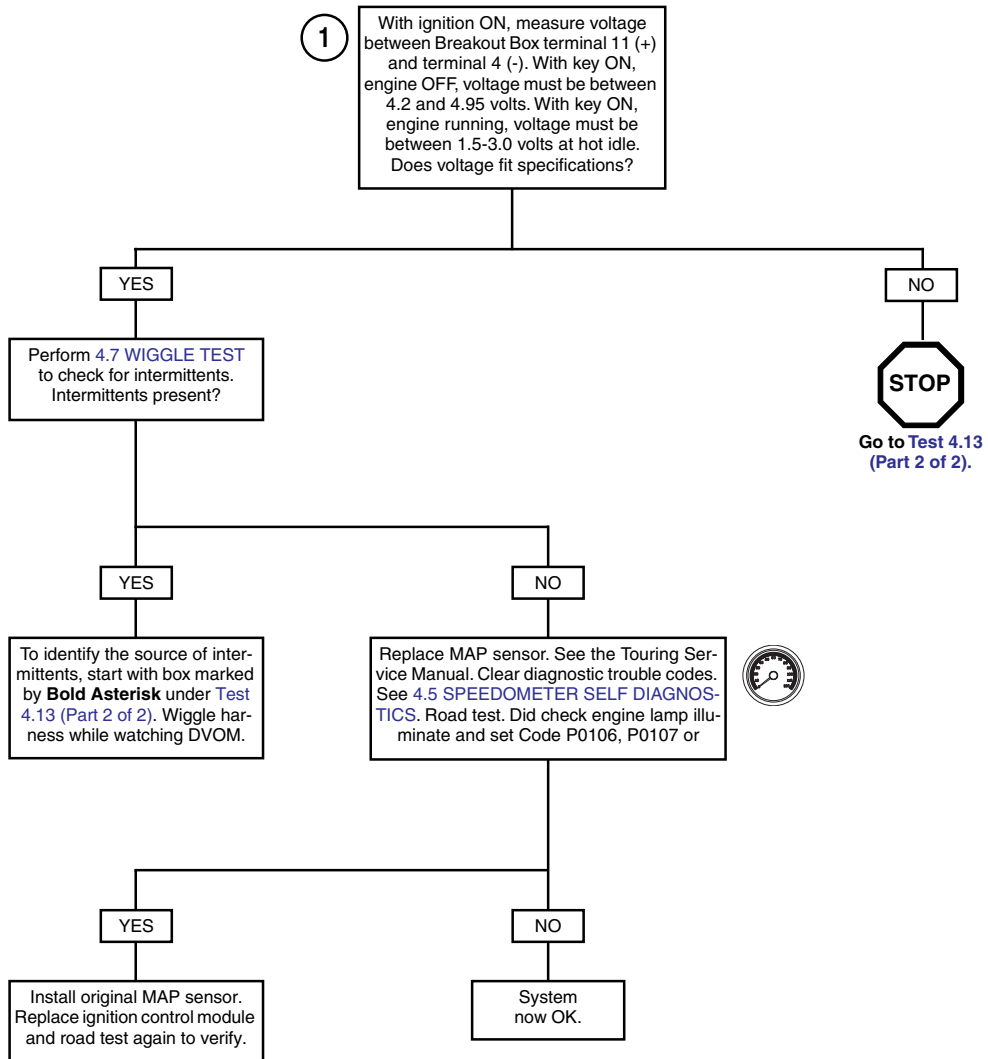 1
With ignition ON, measure voltage
between Breakout Box terminal 11 (+)
and terminal 4 (-). With key ON,
engine OFF, voltage must be between
4.2 and 4.95 volts. With key ON,
engine running, voltage must be
between 1.5-3.0 volts at hot idle.
Does voltage fit specifications?
YES
NO
Perform 4.7 WIGGLE TEST
to check for intermittents.
Intermittents present?
STOP
Go to Test 4.13
(Part 2 of 2).
YES
NO
To identify the source of inter-
mittents, start with box marked
by Bold Asterisk under Test
4.13 (Part 2 of 2). Wiggle har-
ness while watching DVOM.
Replace MAP sensor. See the Touring Ser-
vice Manual. Clear diagnostic trouble codes.
See 4.5 SPEEDOMETER SELF DIAGNOS-
TICS. Road test. Did check engine lamp illu-
minate and set Code P0106, P0107 or
YES
NO
Install original MAP sensor.
Replace ignition control module
and road test again to verify.
System
now OK.